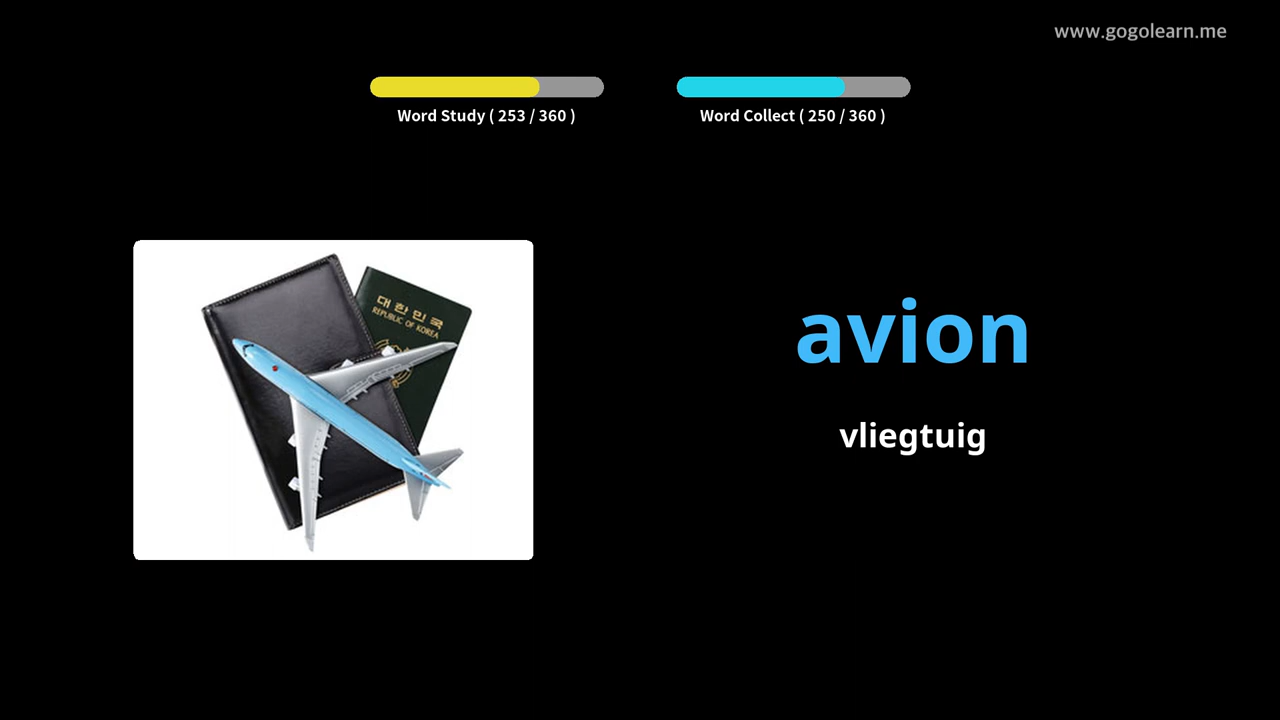 www.gogolearn.me
Word Study ( 253 / 360 )
Word Collect ( 250 / 360 )
대한민국
REPUBLIC OF KOREA
avion
vliegtuig